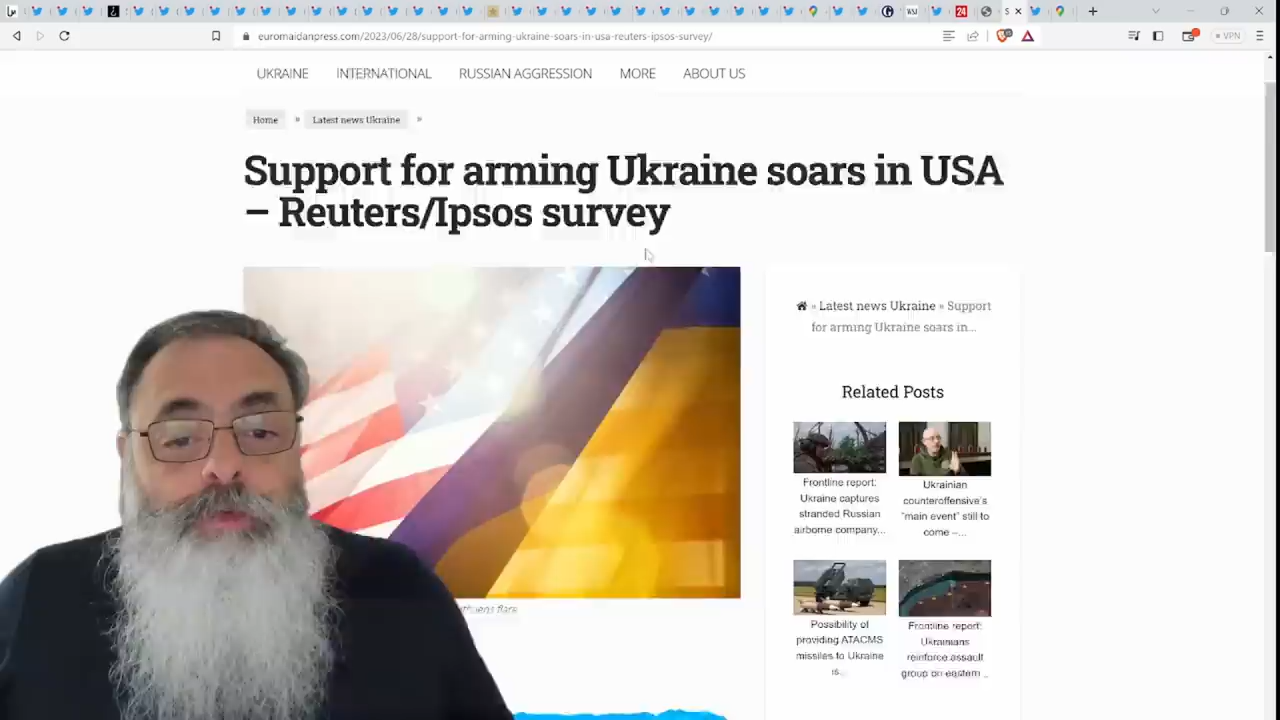 euromaidanpress.com/2023/06/28/support-for-arming-ukraine-soars-in-usa-reuters-ipsos-survey/
VPN
UKRAINE INTERNATIONAL RUSSIAN AGGRESSION MORE ABOUT US
Home » Latest news Ukraine »
Support for arming Ukraine soars in USA
– Reuters/Ipsos survey
» Latest news Ukraine » Support
for arming Ukraine soars in...
Related Posts
Frontline report:
Ukraine captures
stranded Russian
airborne company...
Ukrainian
counteroffensive's
"main event" still to
come –...
Possibility of
providing ATACMS
missiles to Ukraine
is...
Frontline report:
Ukrainians
reinforce assault
group on eastern ...
flare